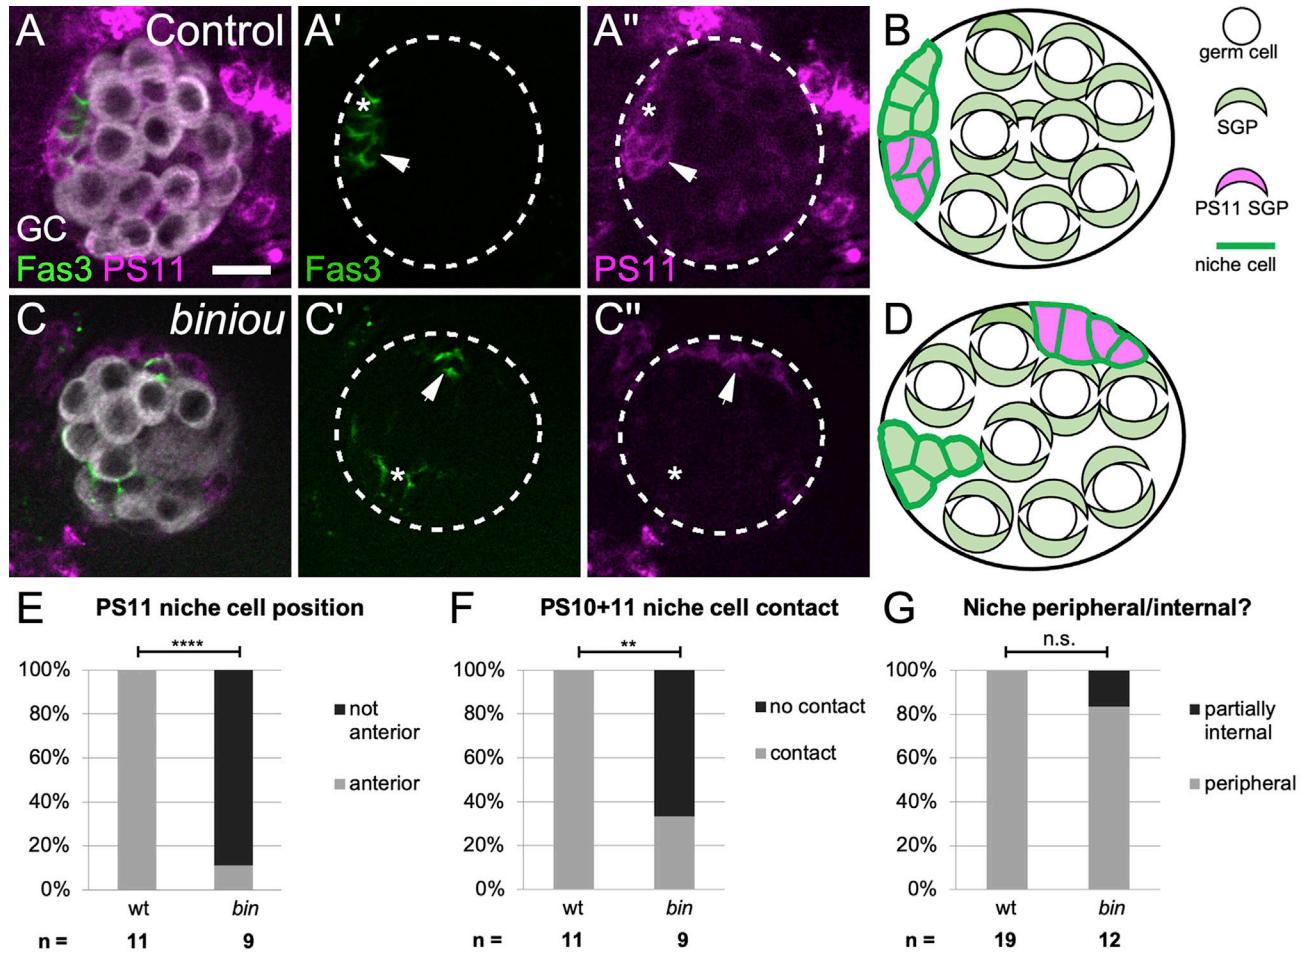 A Control
GC
Fas3 PS11
A'
Fas3
A"
PS11
B
germ cell
SGP
PS11 SGP
niche cell
C biniou
C'
C"
D
E PS11 niche cell position
****
100%
80%
60%
40%
20%
0%
not
anterior
anterior
wt bin
n = 11 9
F PS10+11 niche cell contact
**
100%
80%
60%
40%
20%
0%
no contact
contact
wt bin
n = 11 9
G Niche peripheral/internal?
n.s.
100%
80%
60%
40%
20%
0%
partially
internal
peripheral
wt bin
n = 19 12